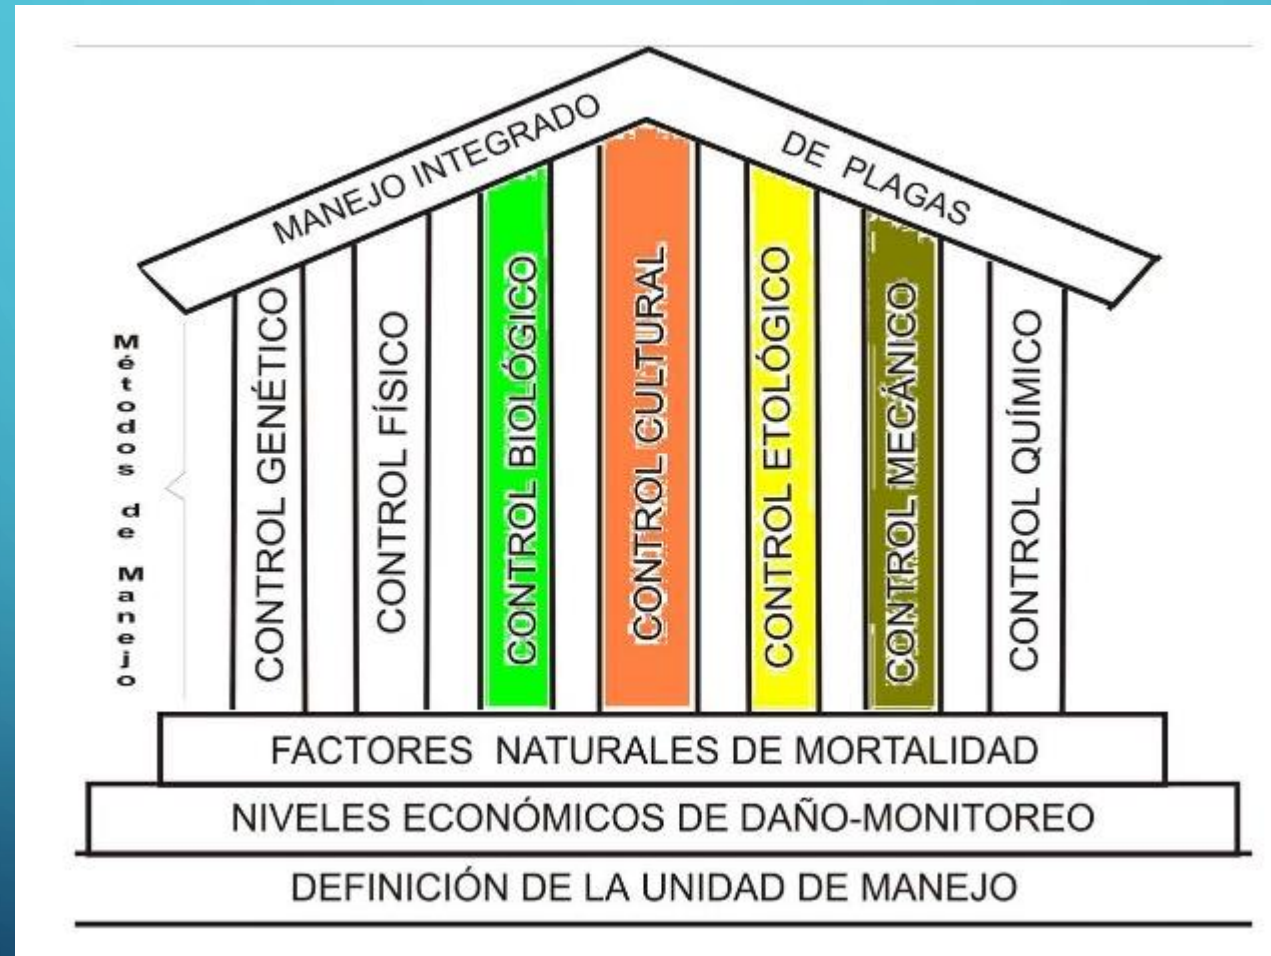 MANEJO INTEGRADO
DE PLAGAS
Métodos de Manejo
CONTROL GENÉTICO
CONTROL FÍSICO
CONTROL BIOLÓGICO
CONTROL CULTURAL
CONTROL ETOLÓGICO
CONTROL MECÁNICO
CONTROL QUÍMICO
FACTORES NATURALES DE MORTALIDAD
NIVELES ECONÓMICOS DE DAÑO-MONITOREO
DEFINICIÓN DE LA UNIDAD DE MANEJO